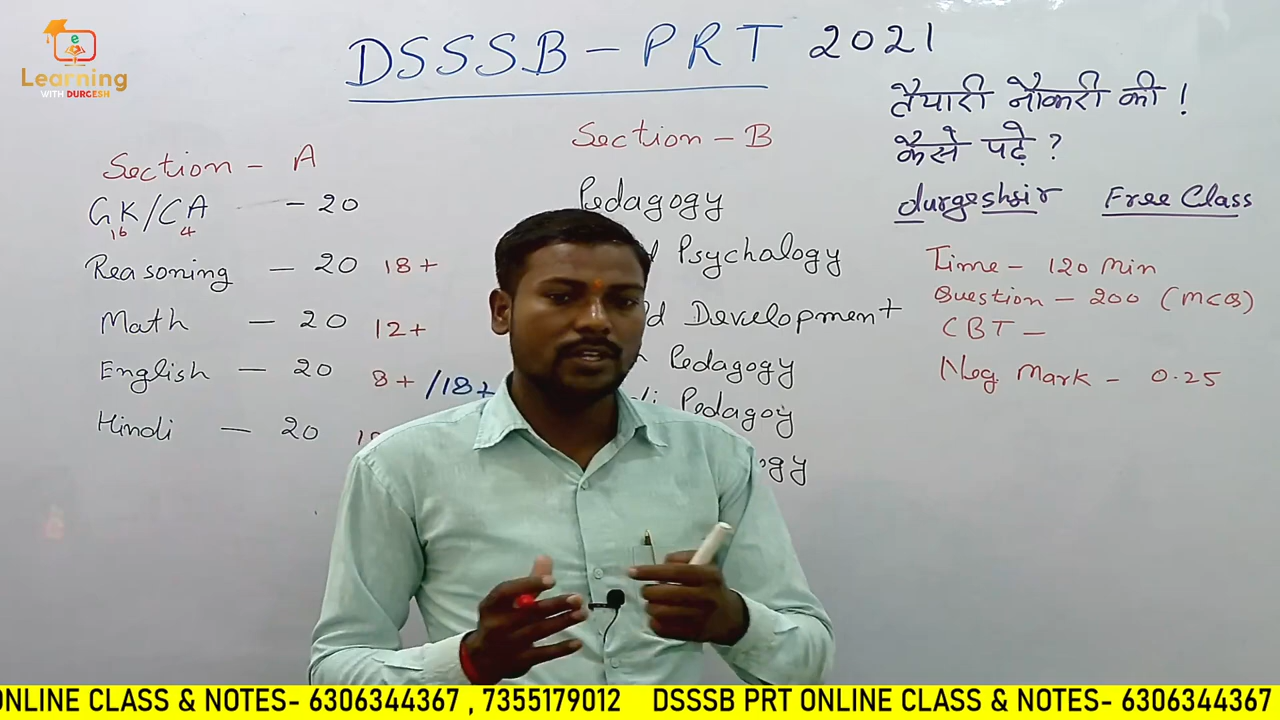 e
Learning
WITH DURGESH
DSSSB - PRT 2021
तैयारी नौकरी की !
कैसे पढ़े ?
durgeshsir Free Class
Section - A
GK/CA - 20
16 4
Reasoning - 20 18+
Math - 20 12+
English - 20 8+ /18+
Hindi - 20
Section - B
Pedagogy
Psychalogy
Development
Pedagogy
Pedagoy
Time - 120 Min
Question - 200 (MCQ)
CBT -
Neg Mark - 0.25
ONLINE CLASS & NOTES- 6306344367 , 7355179012 DSSSB PRT ONLINE CLASS & NOTES- 6306344367